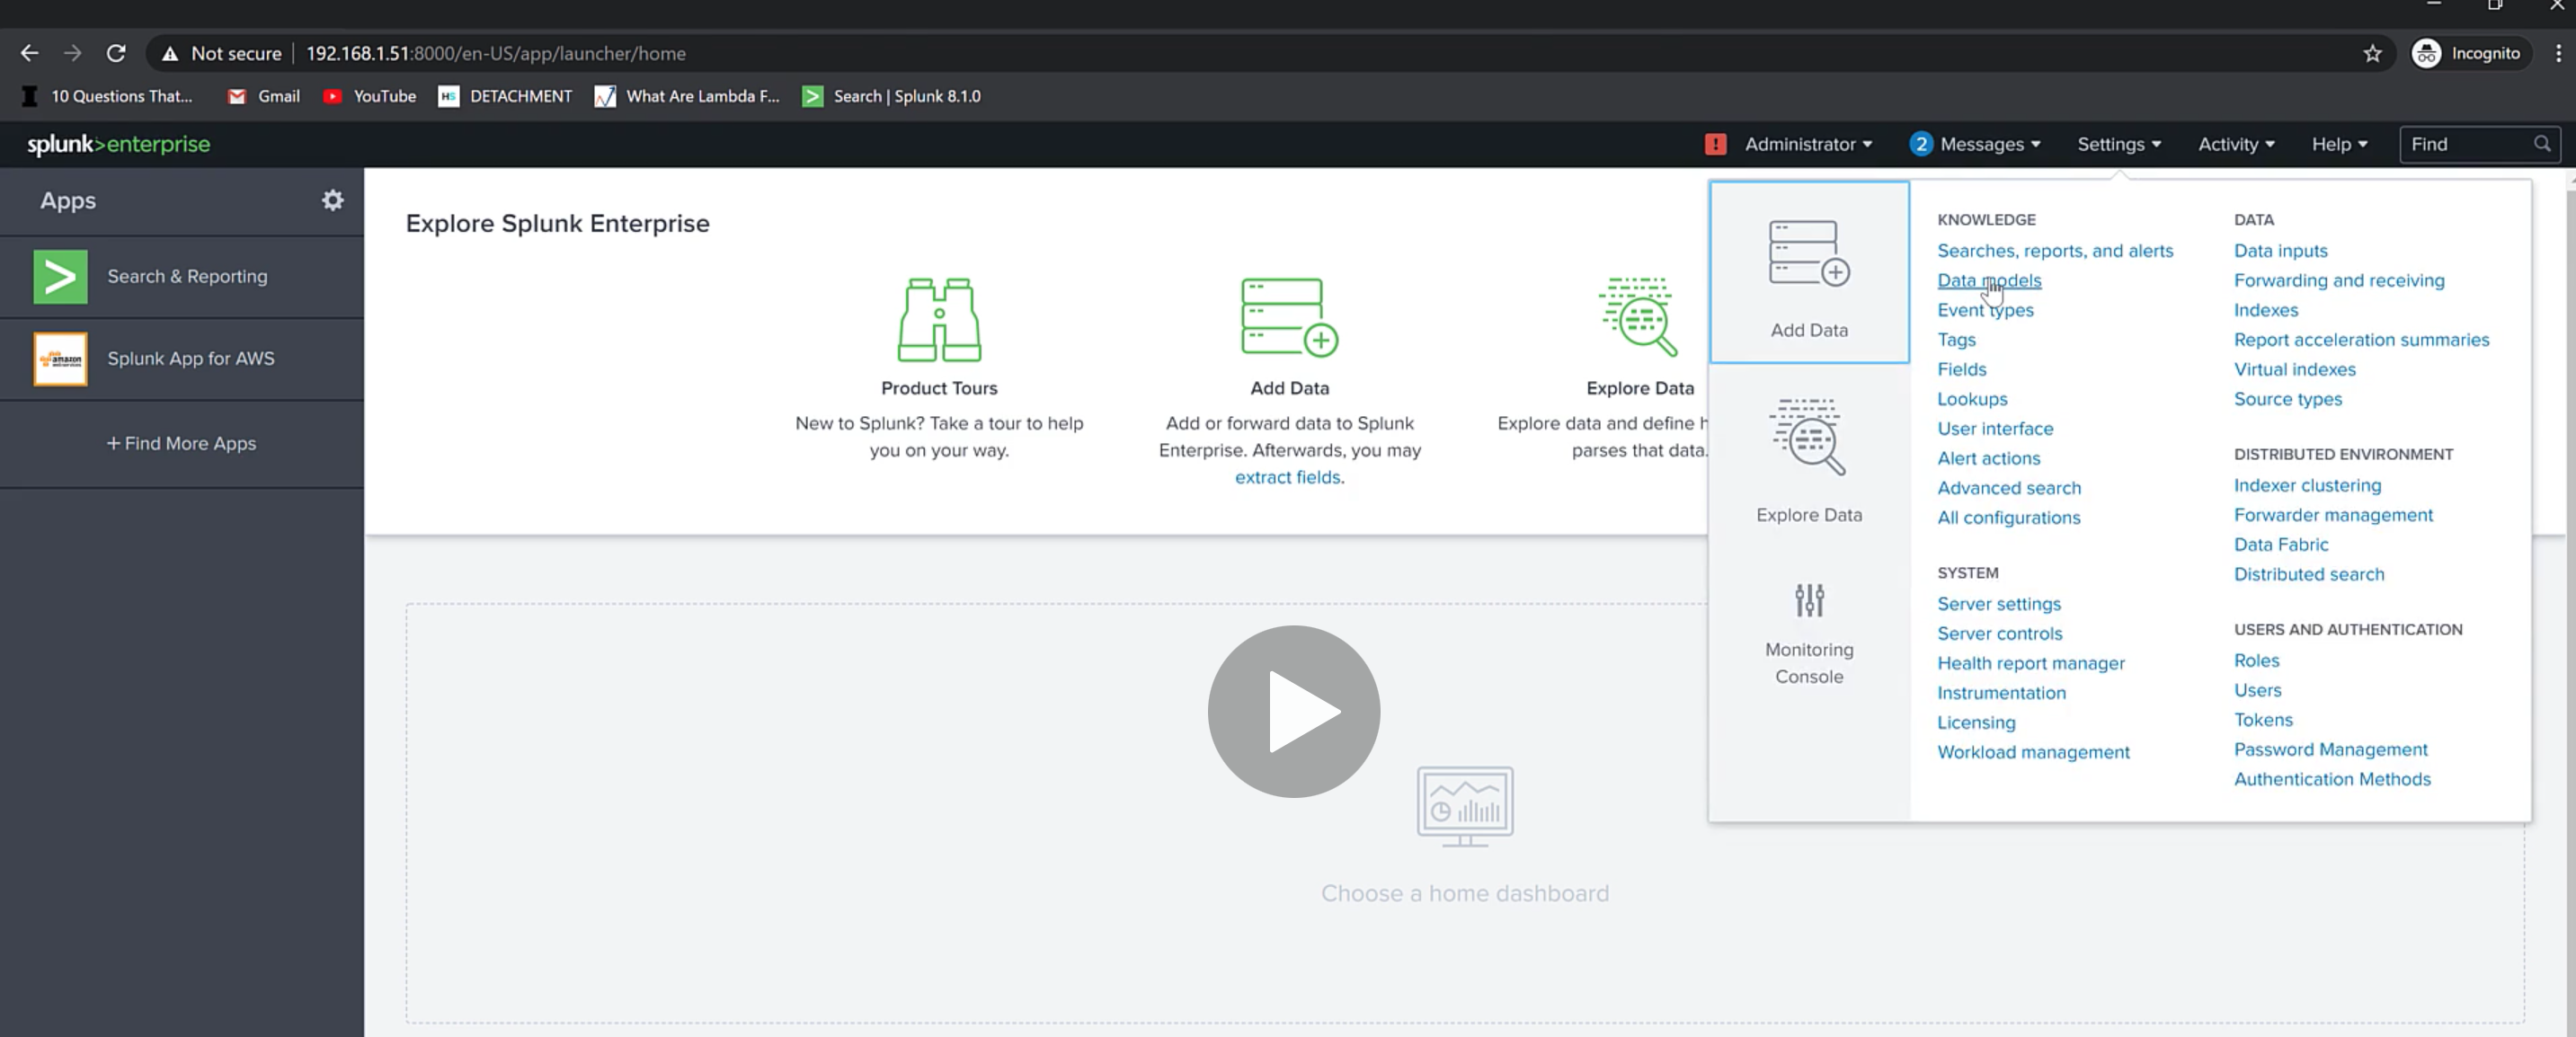 Not secure | 192.168.1.51:8000/en-US/app/launcher/home
Incognito
10 Questions That... Gmail YouTube HS DETACHMENT What Are Lambda F... Search | Splunk 8.1.0
splunk>enterprise
! Administrator 2 Messages Settings Activity Help Find
Apps
Search & Reporting
amazon
Splunk App for AWS
+ Find More Apps
Explore Splunk Enterprise
Product Tours
New to Splunk? Take a tour to help
you on your way.
Add Data
Add or forward data to Splunk
Enterprise. Afterwards, you may
extract fields.
Explore Data
Explore data and define h
parses that data.
Choose a home dashboard
Add Data
Explore Data
Monitoring
Console
KNOWLEDGE
Searches, reports, and alerts
Data models
Event types
Tags
Fields
Lookups
User interface
Alert actions
Advanced search
All configurations
SYSTEM
Server settings
Server controls
Health report manager
Instrumentation
Licensing
Workload management
DATA
Data inputs
Forwarding and receiving
Indexes
Report acceleration summaries
Virtual indexes
Source types
DISTRIBUTED ENVIRONMENT
Indexer clustering
Forwarder management
Data Fabric
Distributed search
USERS AND AUTHENTICATION
Roles
Users
Tokens
Password Management
Authentication Methods